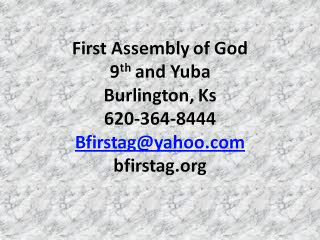 First Assembly of God
9th and Yuba
Burlington, Ks
620-364-8444
Bfirstag@yahoo.com
bfirstag.org